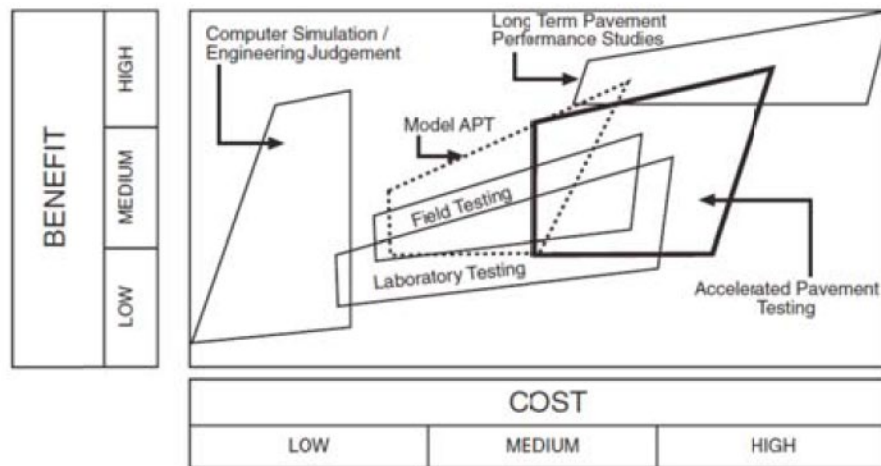 Computer Simulation /
Engineering Judgement
Long Term Pavement
Performance Studies
Model APT
Field Testing
Laboratory Testing
Accelerated Pavement
Testing
BENEFIT
HIGH
MEDIUM
LOW
COST
LOW
MEDIUM
HIGH